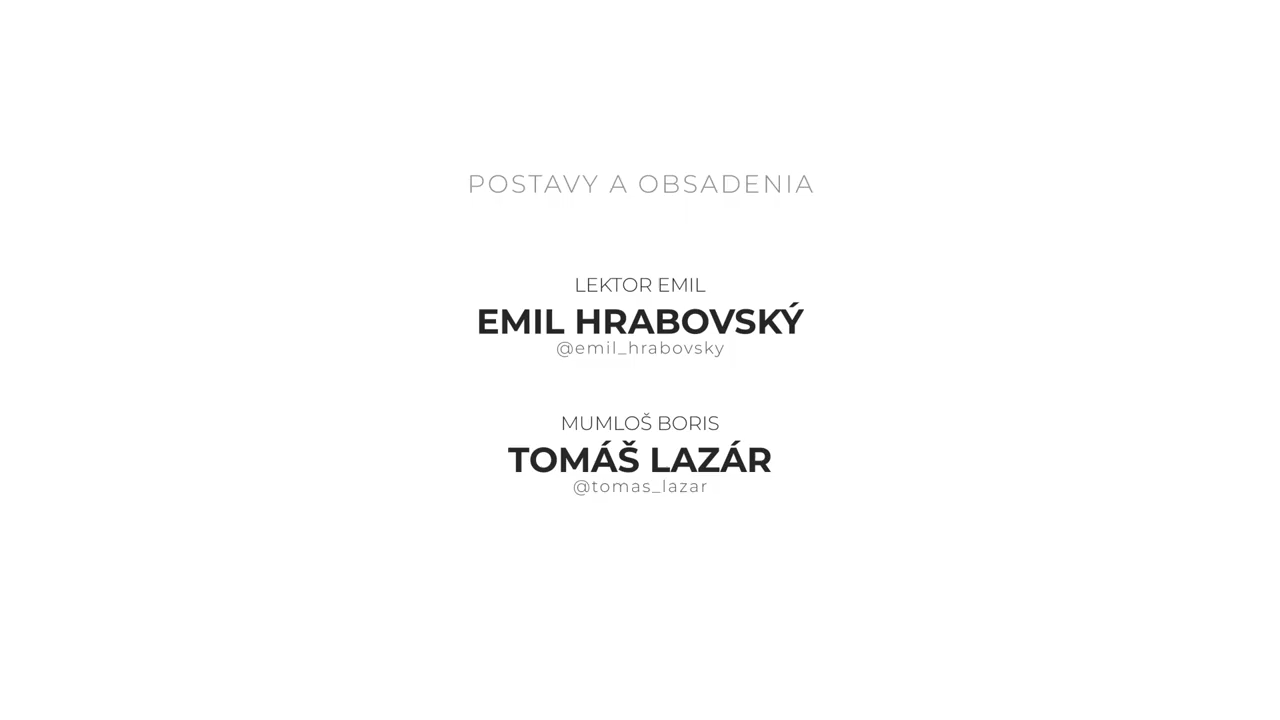 POSTAVY A OBSADENIA
LEKTOR EMIL
EMIL HRABOVSKÝ
@emil_hrabovsky
MUMLOŠ BORIS
TOMÁŠ LAZÁR
@tomas_lazar